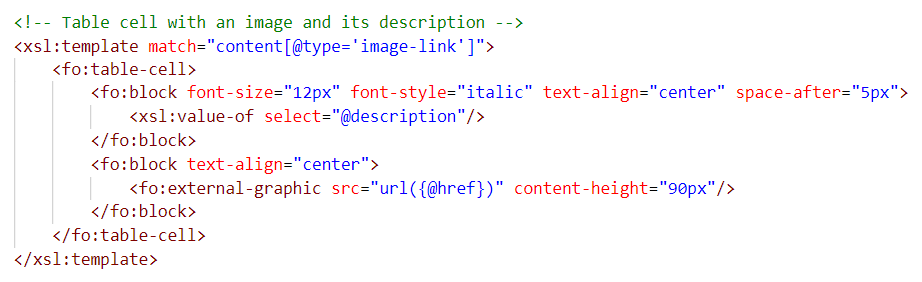 <!-- Table cell with an image and its description -->
<xsl:template match="content[@type='image-link']">
    <fo:table-cell>
        <fo:block font-size="12px" font-style="italic" text-align="center" space-after="5px">
            <xsl:value-of select="@description"/>
        </fo:block>
        <fo:block text-align="center">
            <fo:external-graphic src="url({@href})" content-height="90px"/>
        </fo:block>
    </fo:table-cell>
</xsl:template>